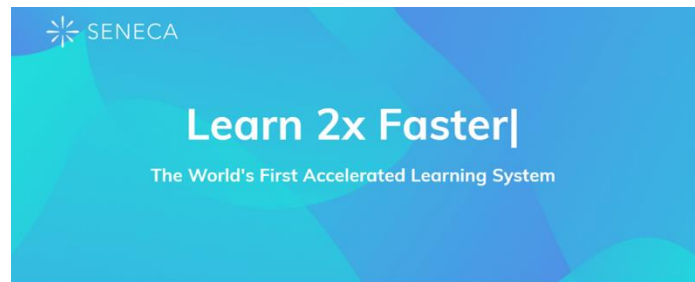 SENECA
Learn 2x Faster|
The World's First Accelerated Learning System